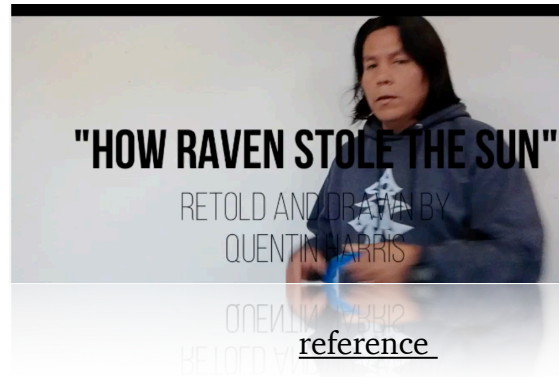 "HOW RAVEN STOLE THE SUN"
RETOLD AND DRAWN BY
QUENTIN HARRIS
reference